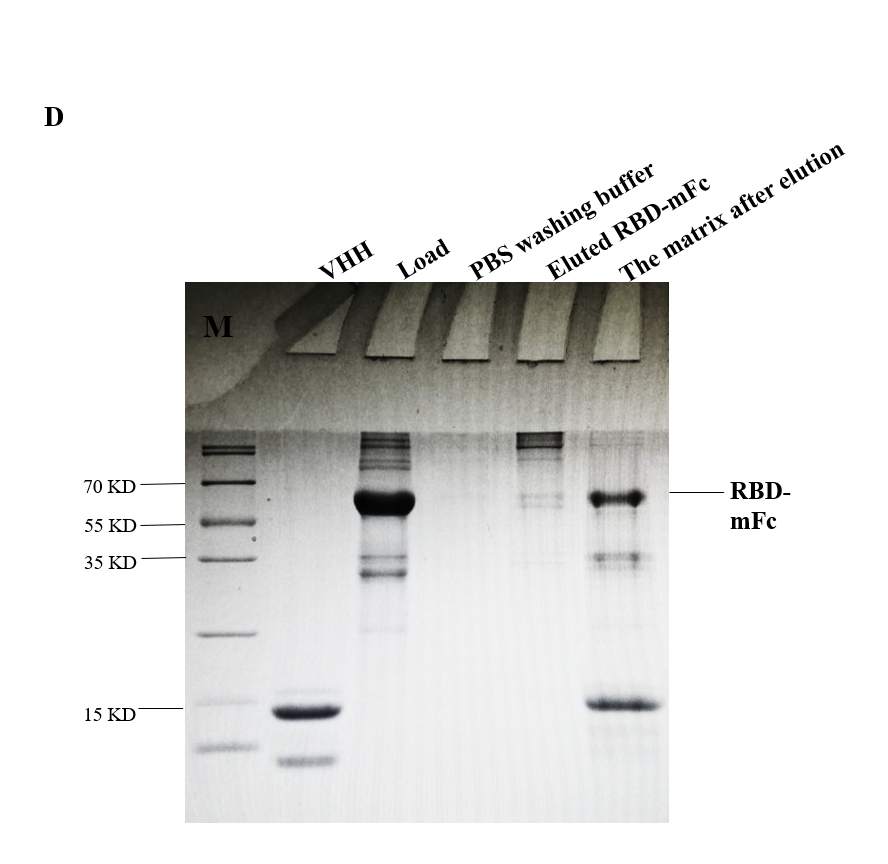 D
VHH
Load
PBS washing buffer
Eluted RBD-mFc
The matrix after elution
M
70 KD
55 KD
35 KD
15 KD
RBD-
mFc